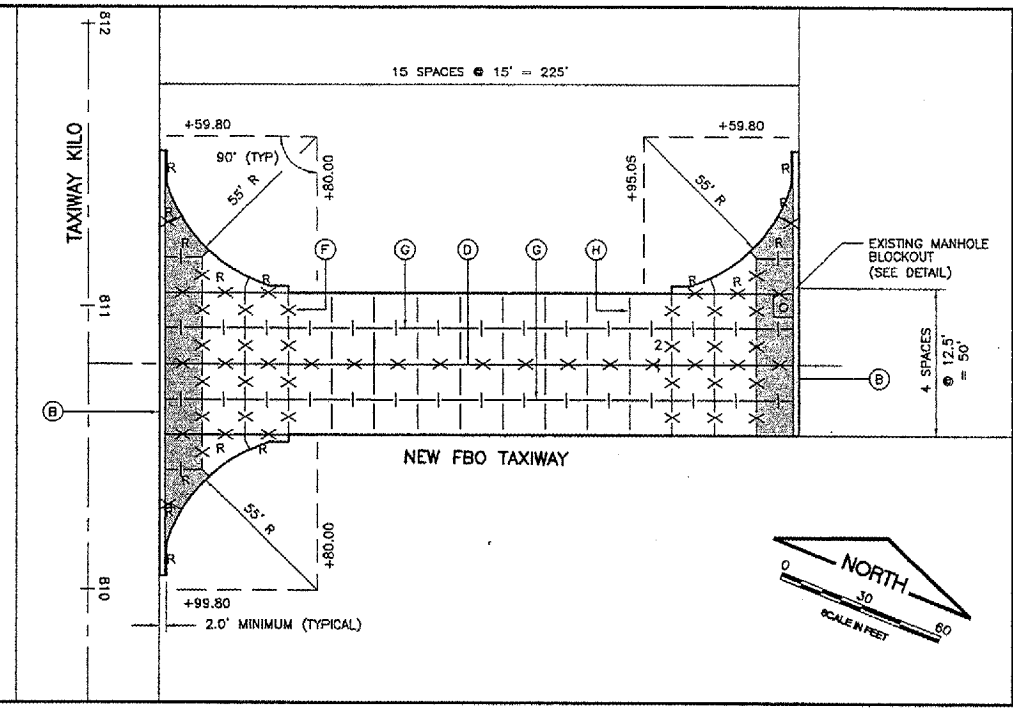 812
TAXIWAY KILO
811
810
15 SPACES @ 15' = 225'
+59.80
+59.80
90° (TYP)
+80.00
+95.05
55' R
55' R
R
R
R
R
R
R
R
R
R
R
F
G
D
G
H
EXISTING MANHOLE
BLOCKOUT
(SEE DETAIL)
2
4 SPACES
@ 12.5'
= 50'
B
B
NEW FBO TAXIWAY
R
R
R
R
R
55' R
+80.00
+99.80
2.0' MINIMUM (TYPICAL)
NORTH
0
30
60
SCALE IN FEET